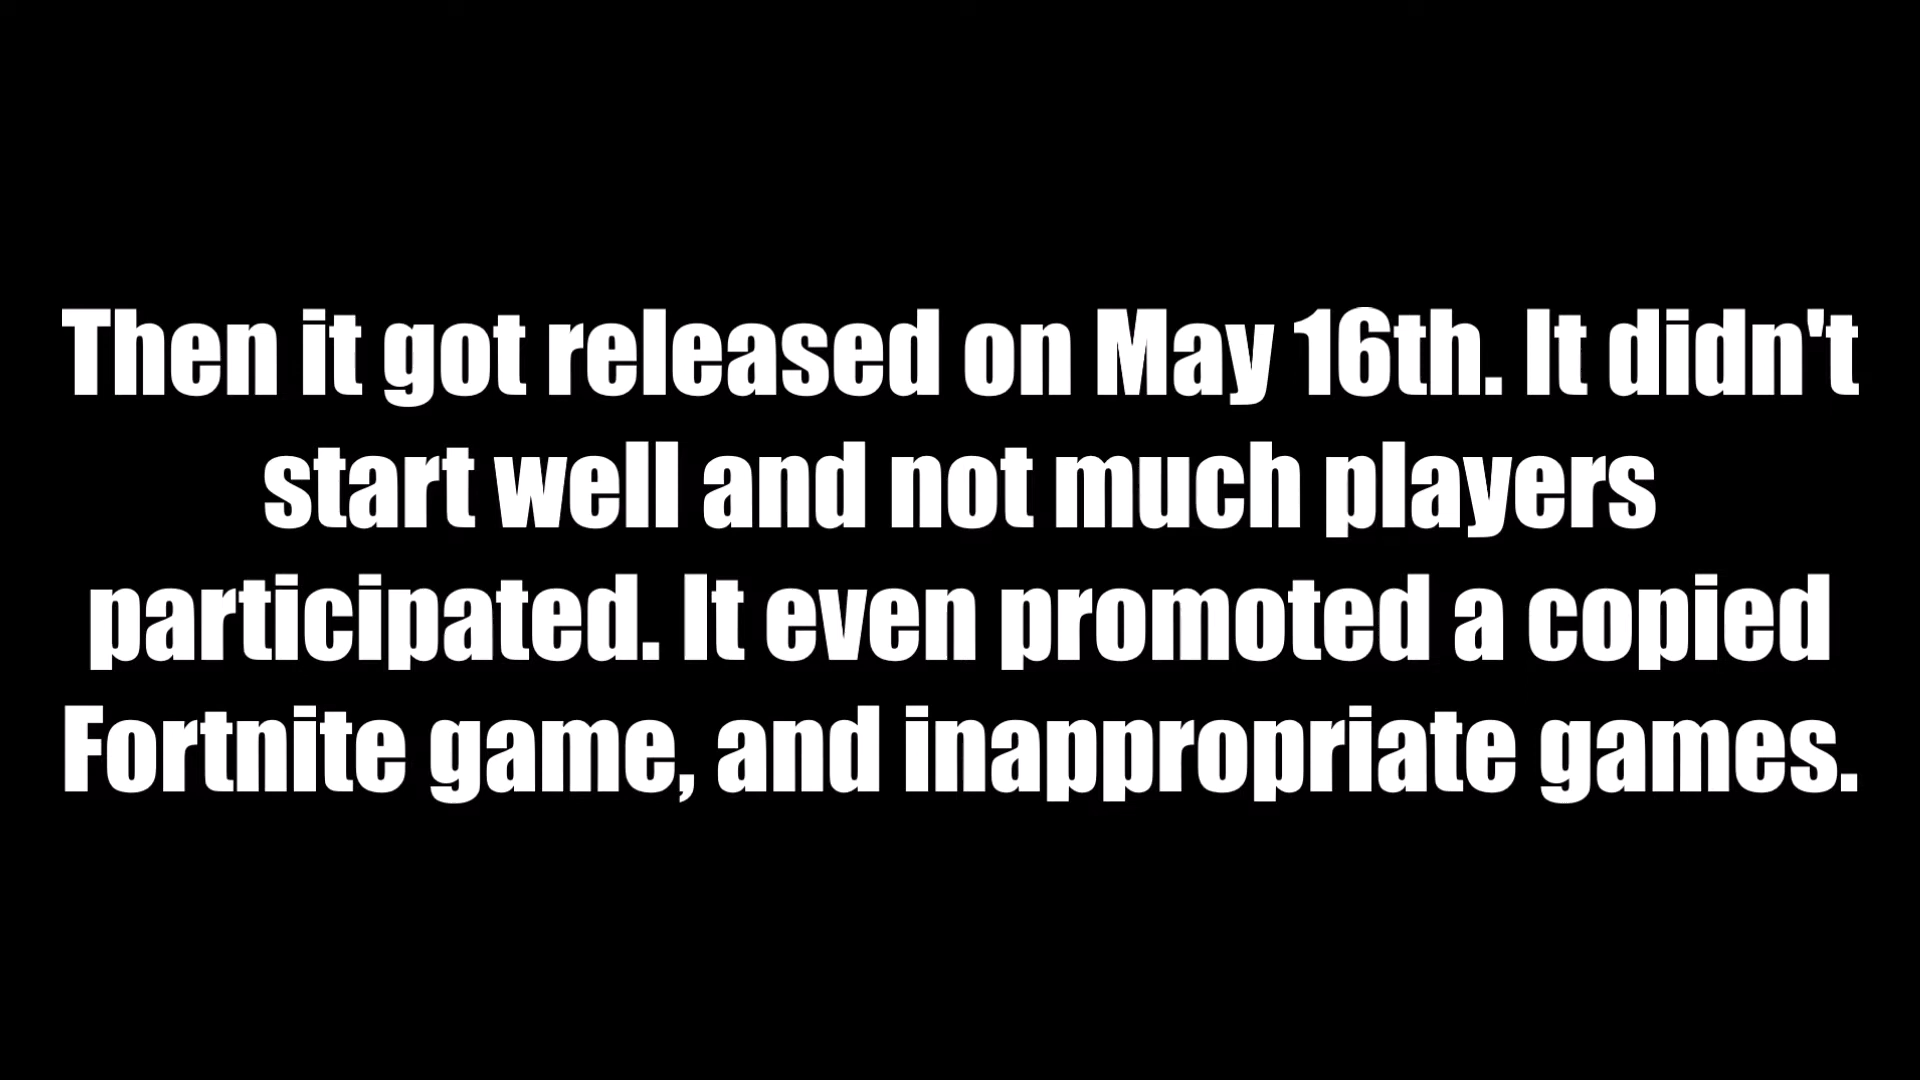 Then it got released on May 16th. It didn't
start well and not much players
participated. It even promoted a copied
Fortnite game, and inappropriate games.